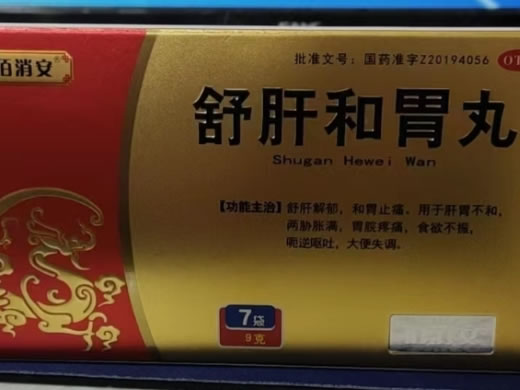 佰消安
批准文号：国药准字Z20194056
OT
舒肝和胃丸
Shugan Hewei Wan
【功能主治】舒肝解郁，和胃止痛。用于肝胃不和，
两胁胀满，胃脘疼痛，食欲不振，
呃逆呕吐，大便失调。
7袋
9克